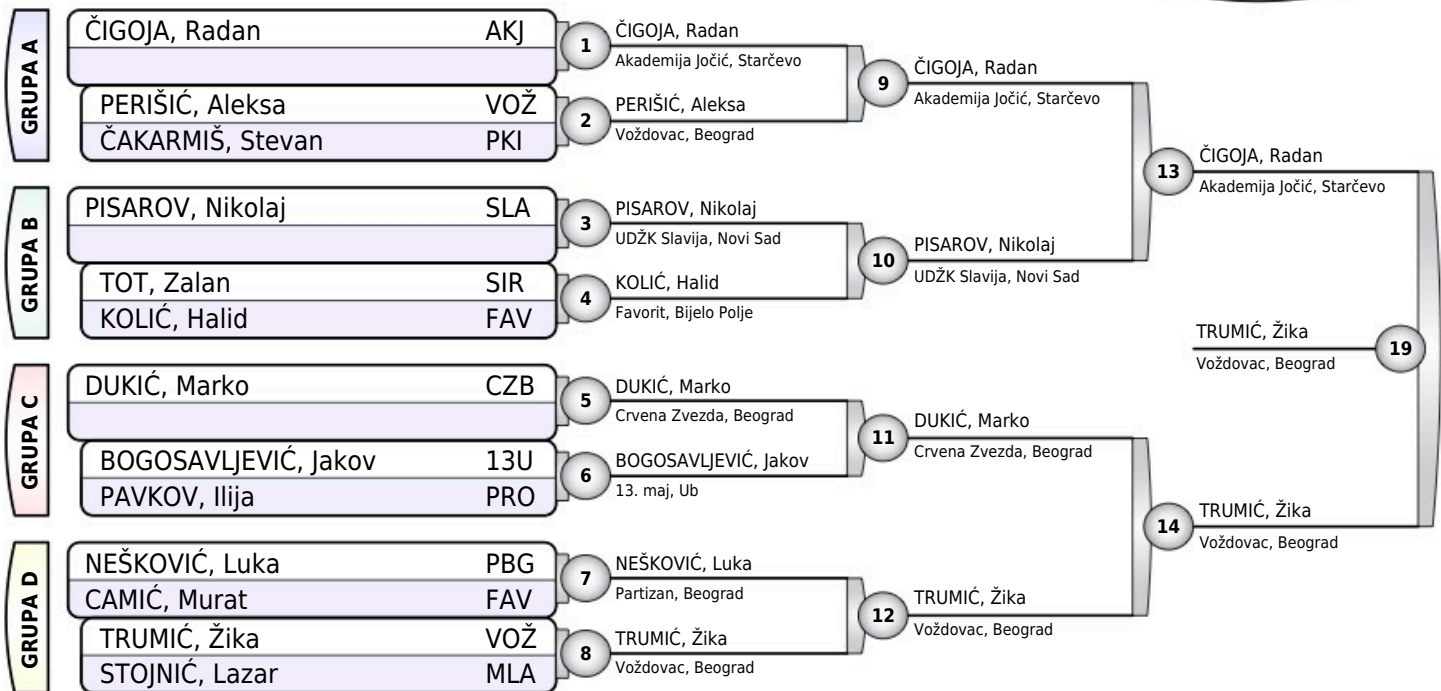 GRUPA A
ČIGOJA, Radan AKJ
PERIŠIĆ, Aleksa VOŽ
ČAKARMIŠ, Stevan PKI
GRUPA B
PISAROV, Nikolaj SLA
TOT, Zalan SIR
KOLIĆ, Halid FAV
GRUPA C
DUKIĆ, Marko CZB
BOGOSAVLJEVIĆ, Jakov 13U
PAVKOV, Ilija PRO
GRUPA D
NEŠKOVIĆ, Luka PBG
CAMIĆ, Murat FAV
TRUMIĆ, Žika VOŽ
STOJNIĆ, Lazar MLA
1
ČIGOJA, Radan
Akademija Jočić, Starčevo
2
PERIŠIĆ, Aleksa
Voždovac, Beograd
3
PISAROV, Nikolaj
UDŽK Slavija, Novi Sad
4
KOLIĆ, Halid
Favorit, Bijelo Polje
5
DUKIĆ, Marko
Crvena Zvezda, Beograd
6
BOGOSAVLJEVIĆ, Jakov
13. maj, Ub
7
NEŠKOVIĆ, Luka
Partizan, Beograd
8
TRUMIĆ, Žika
Voždovac, Beograd
9
ČIGOJA, Radan
Akademija Jočić, Starčevo
10
PISAROV, Nikolaj
UDŽK Slavija, Novi Sad
11
DUKIĆ, Marko
Crvena Zvezda, Beograd
12
TRUMIĆ, Žika
Voždovac, Beograd
13
ČIGOJA, Radan
Akademija Jočić, Starčevo
14
TRUMIĆ, Žika
Voždovac, Beograd
TRUMIĆ, Žika
Voždovac, Beograd
19